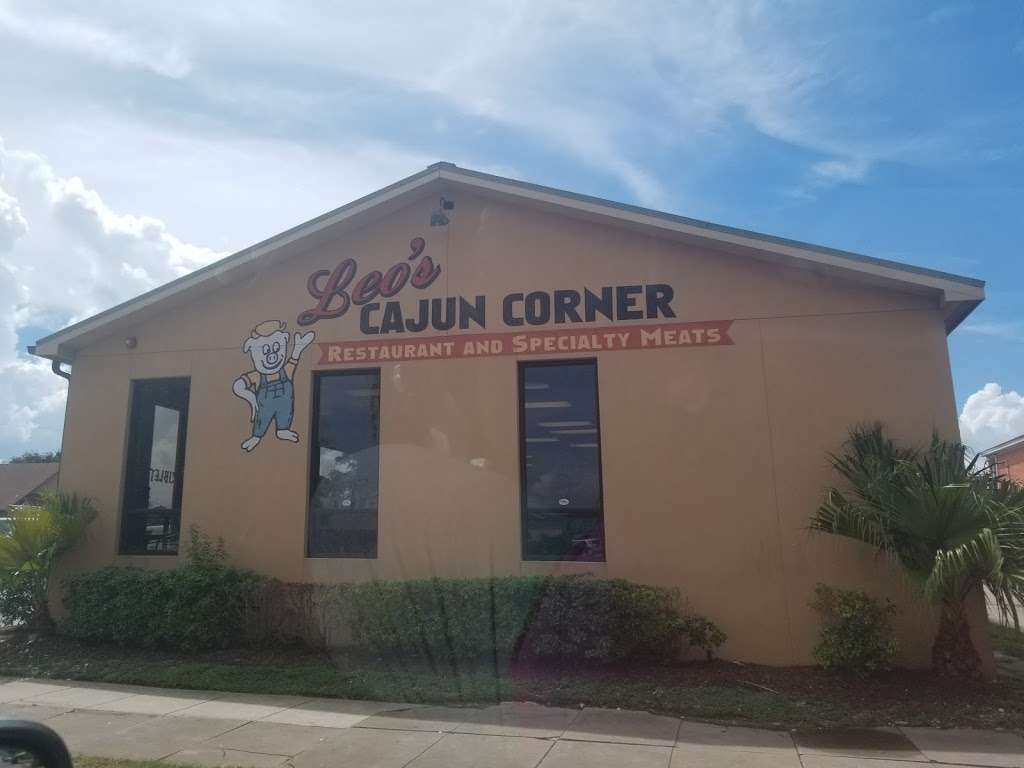 Leo's
CAJUN CORNER
RESTAURANT AND SPECIALTY MEATS